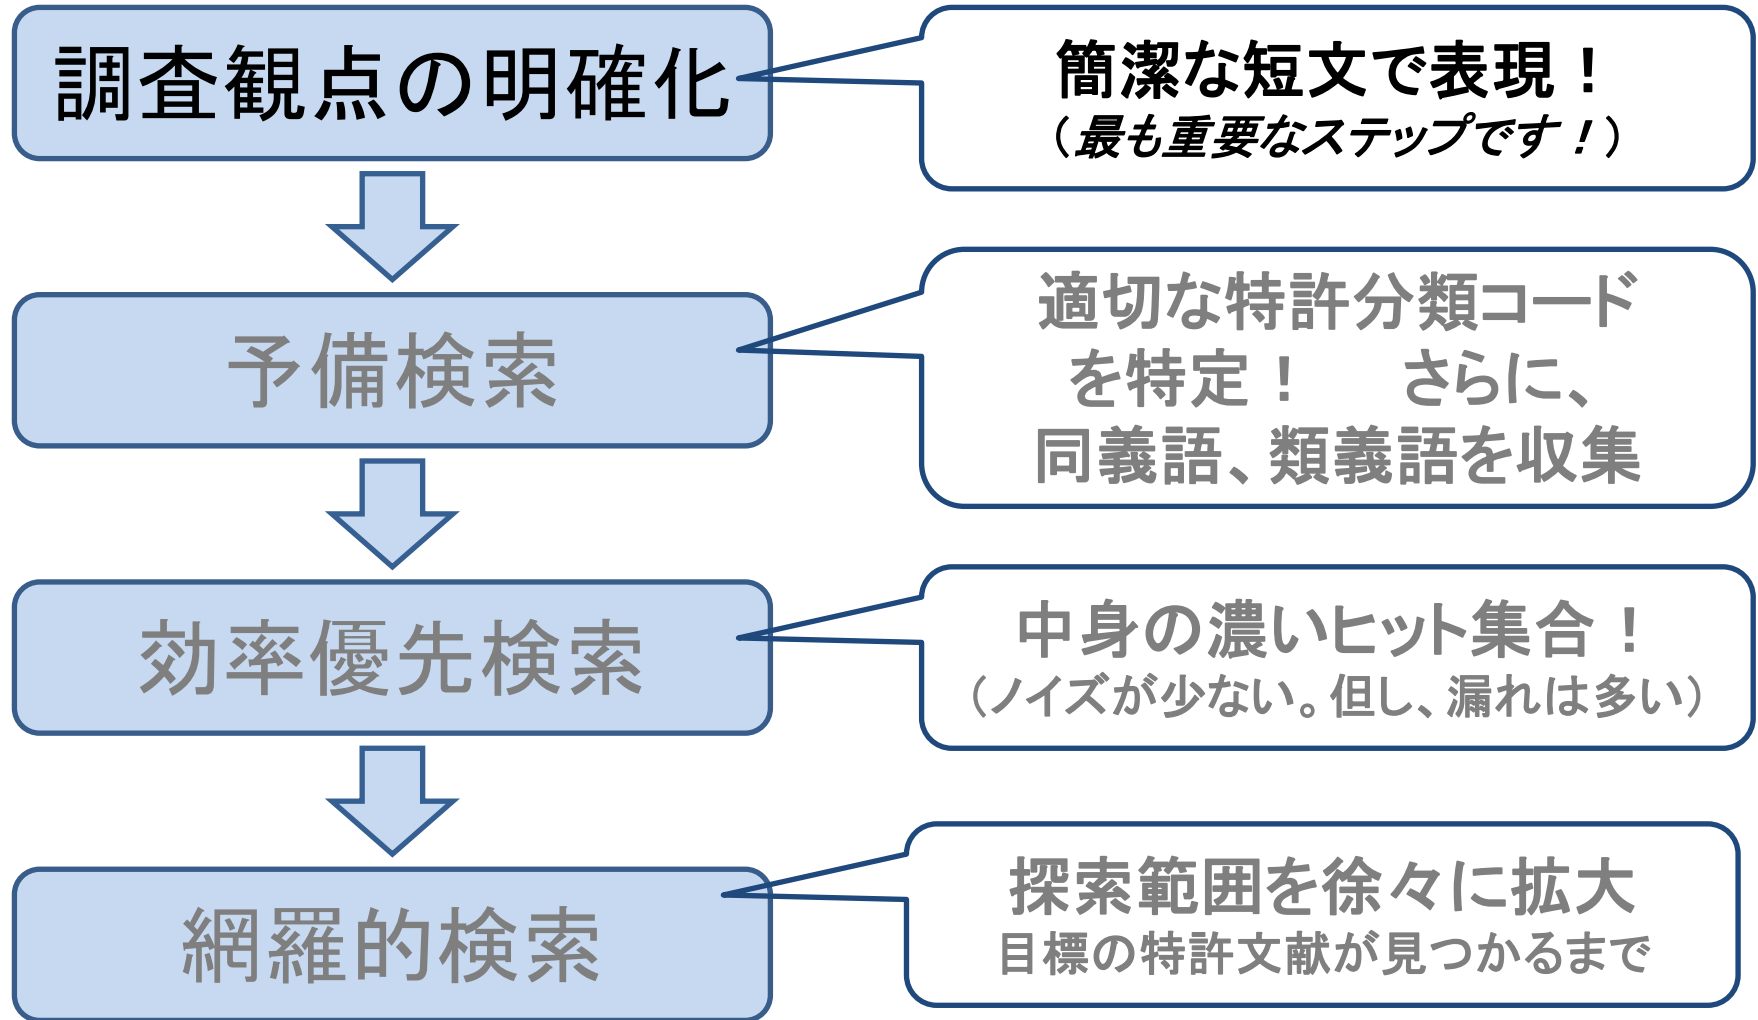 調査観点の明確化
簡潔な短文で表現！
（最も重要なステップです！）
予備検索
適切な特許分類コード
を特定！　さらに、
同義語、類義語を収集
効率優先検索
中身の濃いヒット集合！
（ノイズが少ない。但し、漏れは多い）
網羅的検索
探索範囲を徐々に拡大
目標の特許文献が見つかるまで